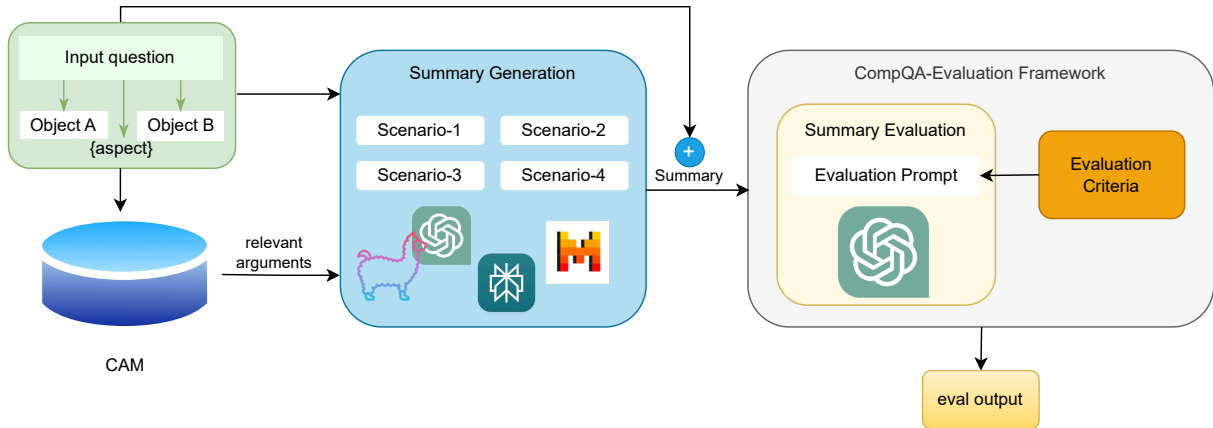 Input question
Object A
Object B
{aspect}
CAM
relevant
arguments
Summary Generation
Scenario-1
Scenario-2
Scenario-3
Scenario-4
+
Summary
CompQA-Evaluation Framework
Summary Evaluation
Evaluation Prompt
Evaluation
Criteria
eval output